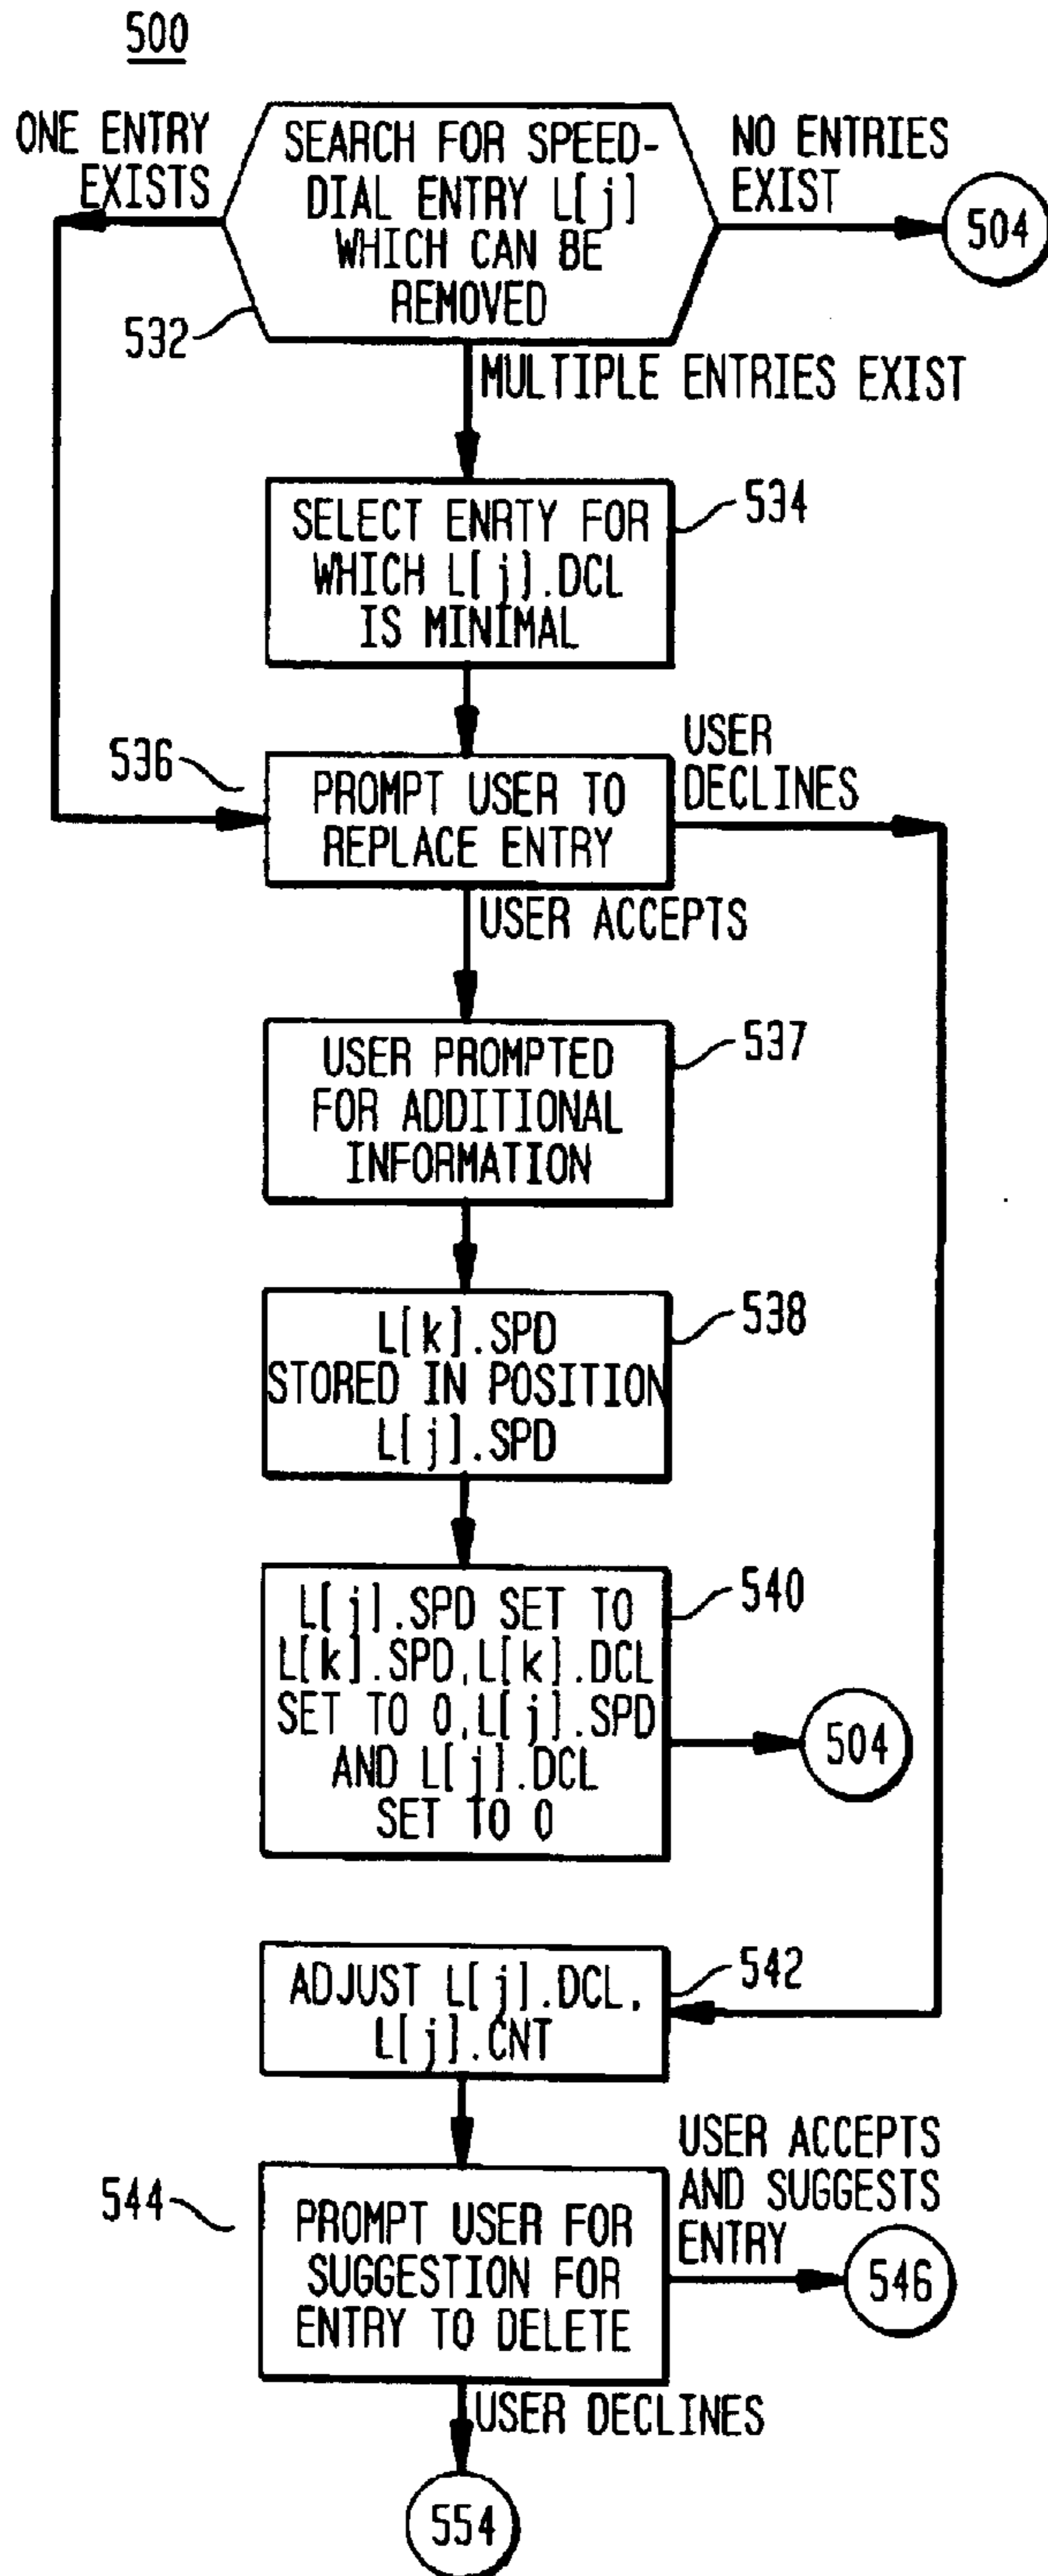 500
ONE ENTRY
EXISTS
SEARCH FOR SPEED-
DIAL ENTRY L[j]
WHICH CAN BE
REMOVED
NO ENTRIES
EXIST
504
532
MULTIPLE ENTRIES EXIST
SELECT ENRTY FOR
WHICH L[j].DCL
IS MINIMAL
534
536
PROMPT USER TO
REPLACE ENTRY
USER
DECLINES
USER ACCEPTS
USER PROMPTED
FOR ADDITIONAL
INFORMATION
537
L[k].SPD
STORED IN POSITION
L[j].SPD
538
L[j].SPD SET TO
L[k].SPD,L[k].DCL
SET TO 0,L[j].SPD
AND L[j].DCL
SET TO 0
540
504
ADJUST L[j].DCL,
L[j].CNT
542
544
PROMPT USER FOR
SUGGESTION FOR
ENTRY TO DELETE
USER ACCEPTS
AND SUGGESTS
ENTRY
546
USER DECLINES
554